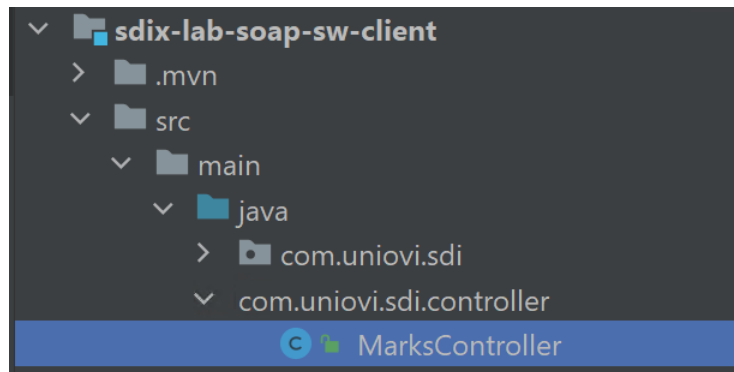 sdix-lab-soap-sw-client
.mvn
src
main
java
com.uniovi.sdi
com.uniovi.sdi.controller
C MarksController